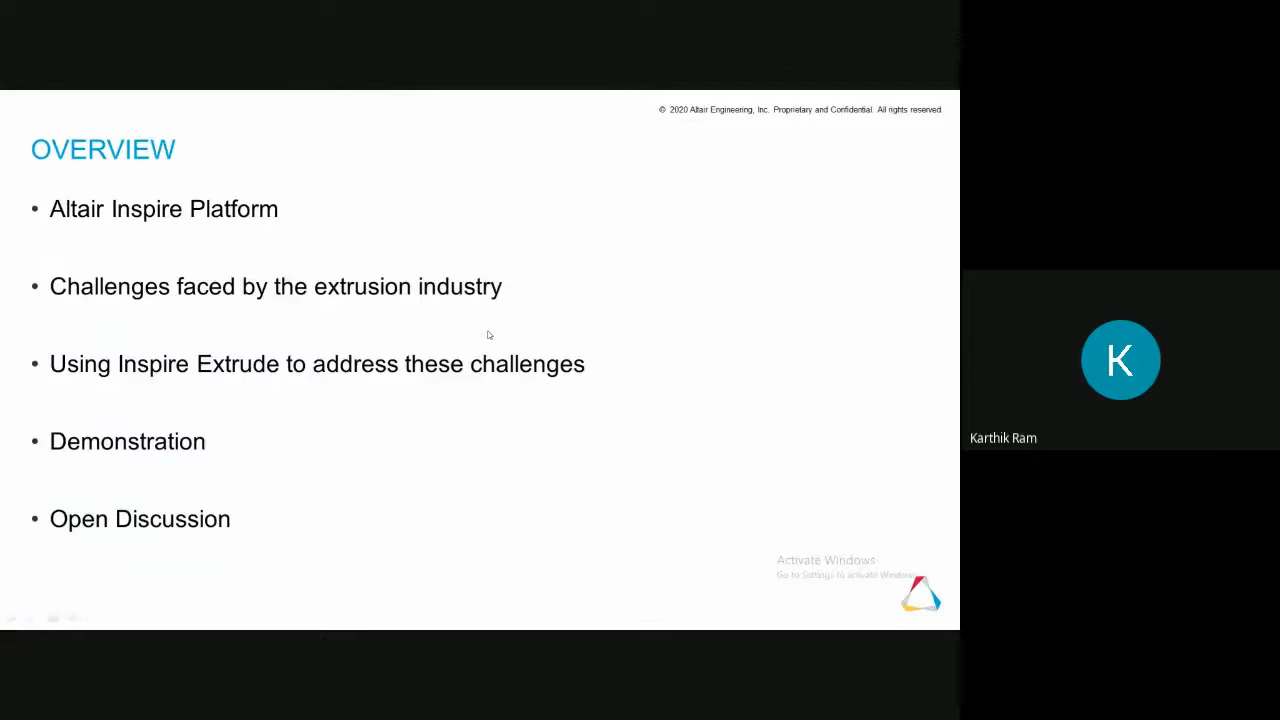 © 2020 Altair Engineering, Inc. Proprietary and Confidential. All rights reserved.
OVERVIEW
• Altair Inspire Platform
• Challenges faced by the extrusion industry
• Using Inspire Extrude to address these challenges
• Demonstration
• Open Discussion
Activate Windows
Go to Settings to activate Windows.
K
Karthik Ram